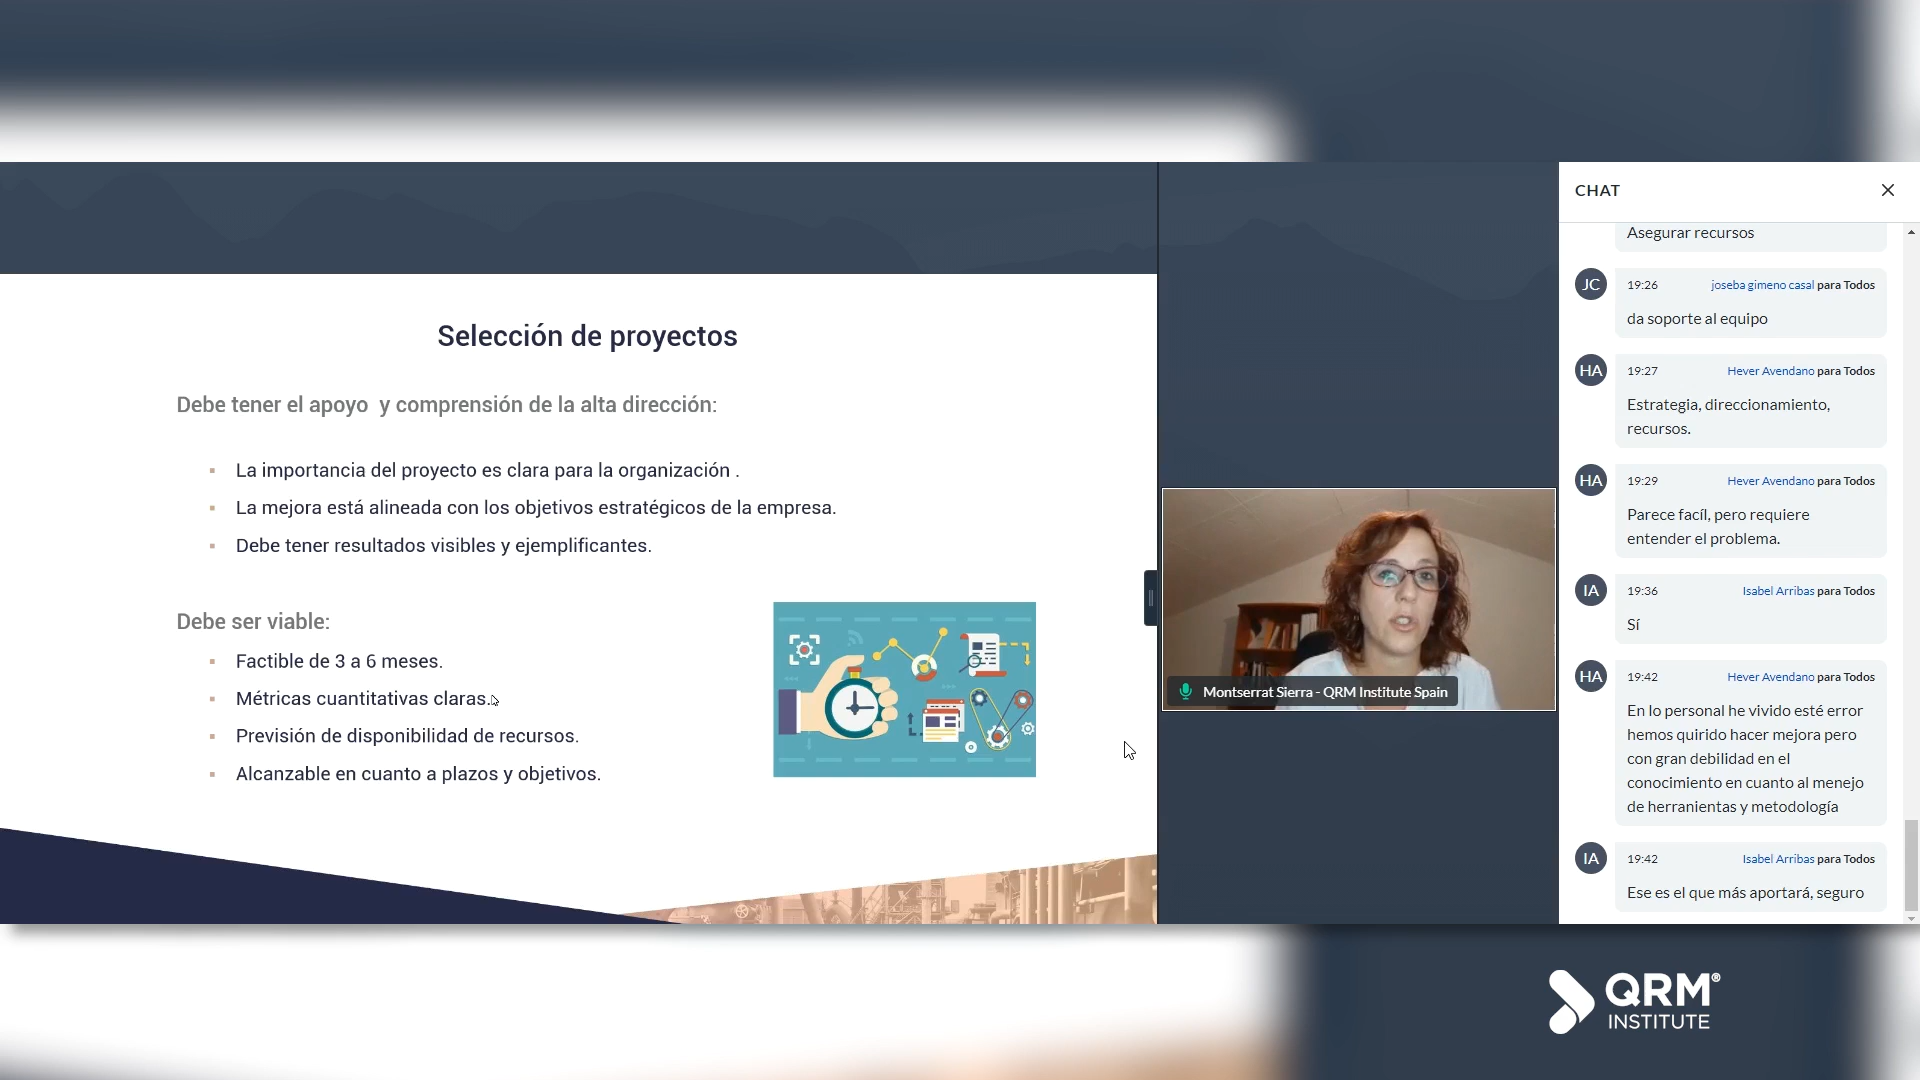 Selección de proyectos
Debe tener el apoyo  y comprensión de la alta dirección:
La importancia del proyecto es clara para la organización .
La mejora está alineada con los objetivos estratégicos de la empresa.
Debe tener resultados visibles y ejemplificantes.
Debe ser viable:
Factible de 3 a 6 meses.
Métricas cuantitativas claras.
Previsión de disponibilidad de recursos.
Alcanzable en cuanto a plazos y objetivos.
Montserrat Sierra - QRM Institute Spain
CHAT
Asegurar recursos
JC
19:26 joseba gimeno casal para Todos
da soporte al equipo
HA
19:27 Hever Avendano para Todos
Estrategia, direccionamiento,
recursos.
HA
19:29 Hever Avendano para Todos
Parece facíl, pero requiere
entender el problema.
IA
19:36 Isabel Arribas para Todos
Sí
HA
19:42 Hever Avendano para Todos
En lo personal he vivido esté error
hemos quirido hacer mejora pero
con gran debilidad en el
conocimiento en cuanto al menejo
de herranientas y metodología
IA
19:42 Isabel Arribas para Todos
Ese es el que más aportará, seguro
QRM®
INSTITUTE